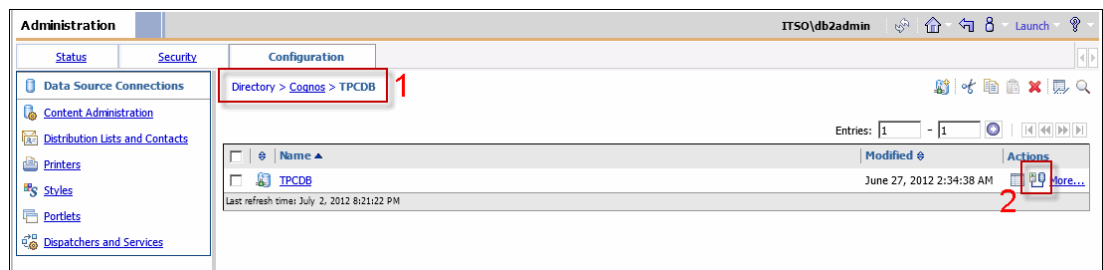 Administration ITSO\db2admin Launch
Status Security Configuration
Data Source Connections
Directory > Cognos > TPCDB 1
Content Administration
Distribution Lists and Contacts
Entries: 1 - 1
Printers
Name Modified Actions
Styles
TPCDB June 27, 2012 2:34:38 AM More...
2
Last refresh time: July 2, 2012 8:21:22 PM
Portlets
Dispatchers and Services